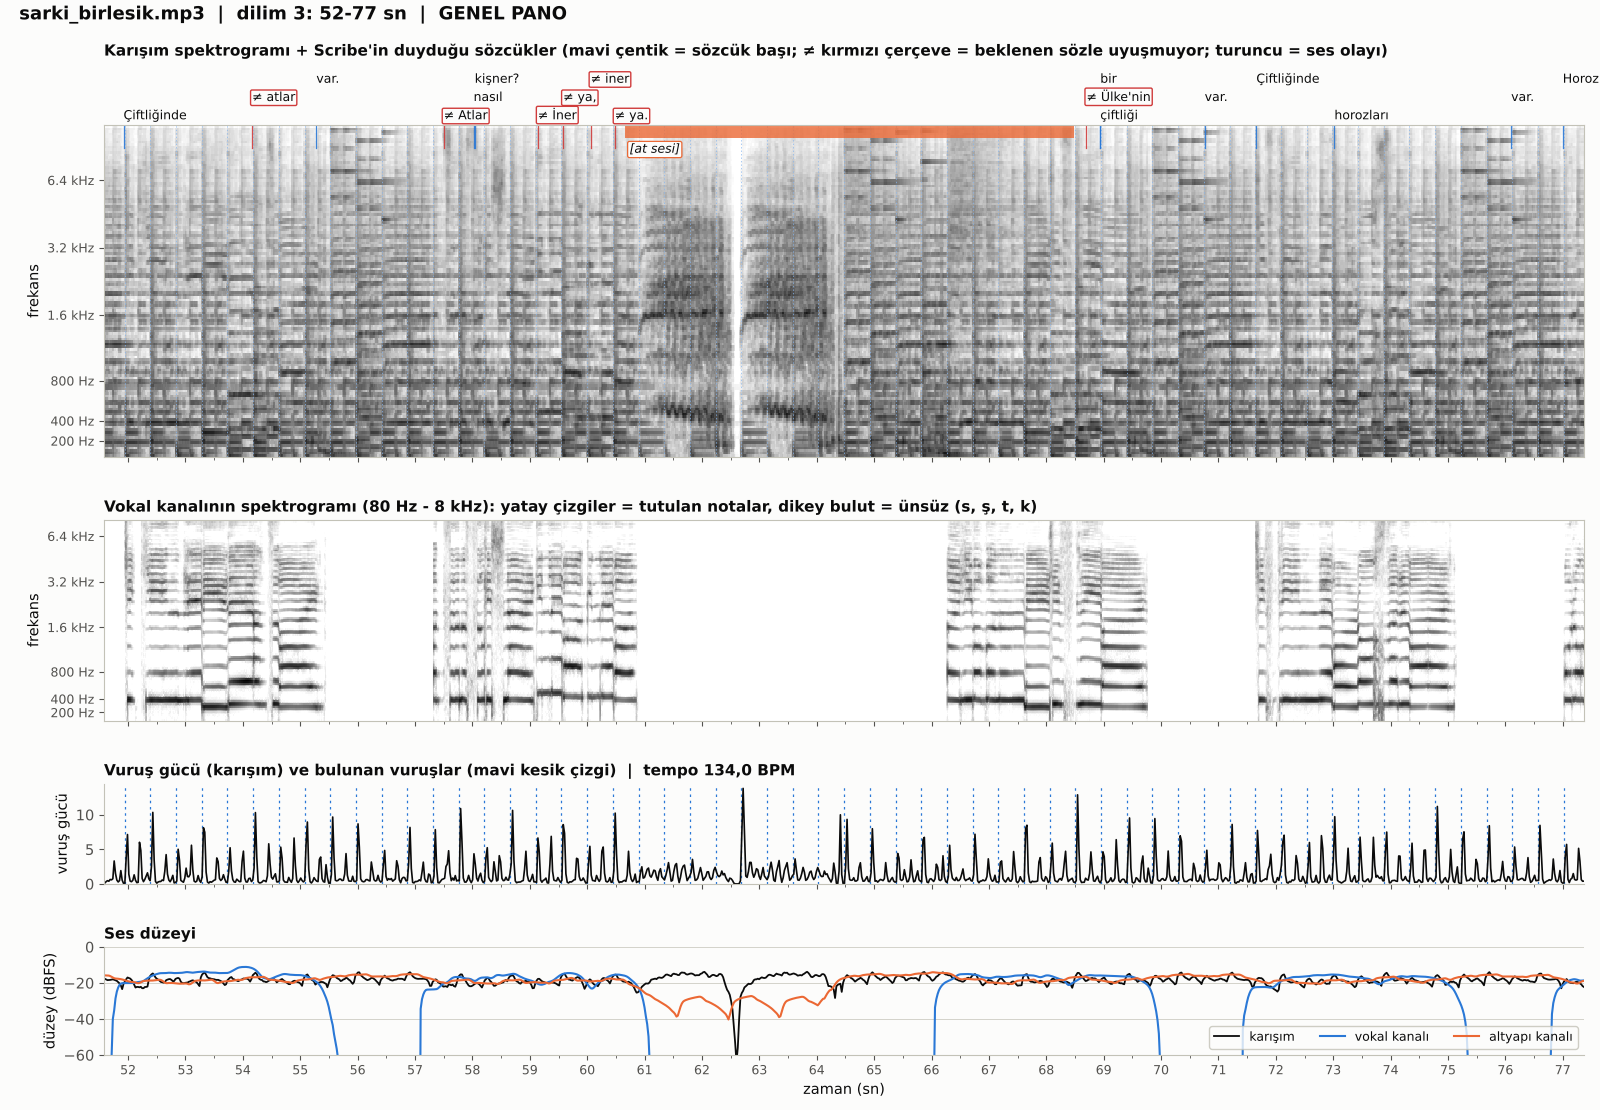 sarki_birlesik.mp3 | dilim 3: 52-77 sn | GENEL PANO
Karışım spektrogramı + Scribe'in duyduğu sözcükler (mavi çentik = sözcük başı; ≠ kırmızı çerçeve = beklenen sözle uyuşmuyor; turuncu = ses olayı)
var. kişner? ≠ iner bir Çiftliğinde Horoz
≠ atlar nasıl ≠ ya, ≠ Ülke'nin var. var.
Çiftliğinde ≠ Atlar ≠ İner ≠ ya. çiftliği horozları
[at sesi]
frekans
6.4 kHz
3.2 kHz
1.6 kHz
800 Hz
400 Hz
200 Hz
Vokal kanalının spektrogramı (80 Hz - 8 kHz): yatay çizgiler = tutulan notalar, dikey bulut = ünsüz (s, ş, t, k)
frekans
6.4 kHz
3.2 kHz
1.6 kHz
800 Hz
400 Hz
200 Hz
Vuruş gücü (karışım) ve bulunan vuruşlar (mavi kesik çizgi) | tempo 134,0 BPM
vuruş gücü
10
5
0
Ses düzeyi
düzey (dBFS)
0
−20
−40
−60
karışım vokal kanalı altyapı kanalı
52 53 54 55 56 57 58 59 60 61 62 63 64 65 66 67 68 69 70 71 72 73 74 75 76 77
zaman (sn)